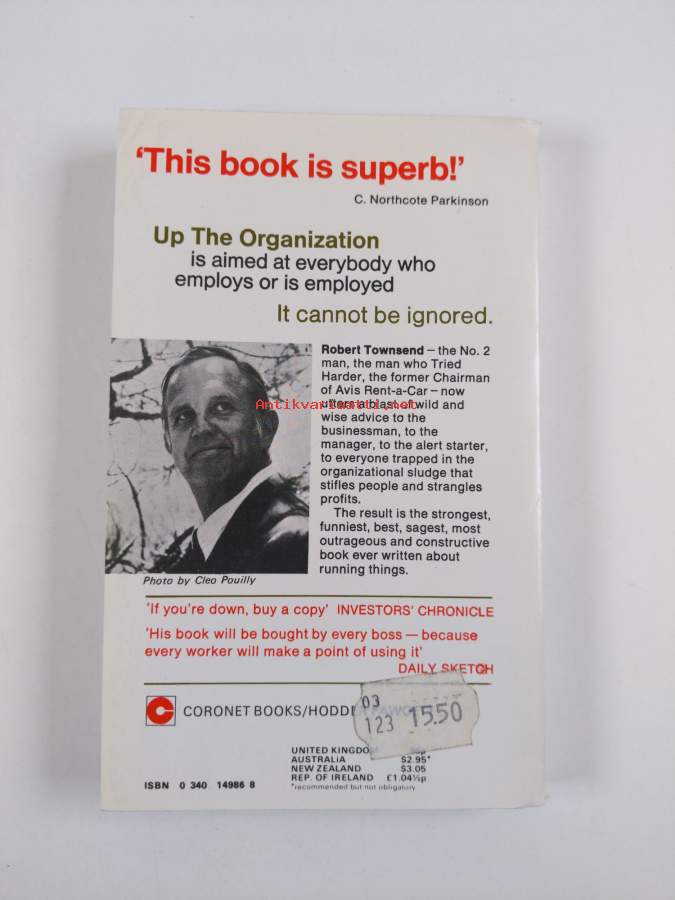 'This book is superb!'
C. Northcote Parkinson
Up The Organization
is aimed at everybody who
employs or is employed
It cannot be ignored.
Robert Townsend – the No. 2
man, the man who Tried
Harder, the former Chairman
of Avis Rent-a-Car – now
Antikvariaatti.net
utters a blast of wild and
wise advice to the
businessman, to the
manager, to the alert starter,
to everyone trapped in the
organizational sludge that
stifles people and strangles
profits.
The result is the strongest,
funniest, best, sagest, most
outrageous and constructive
book ever written about
running things.
Photo by Cleo Pouilly
'If you're down, buy a copy' INVESTORS' CHRONICLE
'His book will be bought by every boss — because
every worker will make a point of using it'
DAILY SKETCH
CORONET BOOKS/HODDER FAWC
03
123 15.50
UNITED KINGDOM
AUSTRALIA $2.95*
NEW ZEALAND $3.05
REP. OF IRELAND £1.04½p
*recommended but not obligatory
ISBN 0 340 14986 8